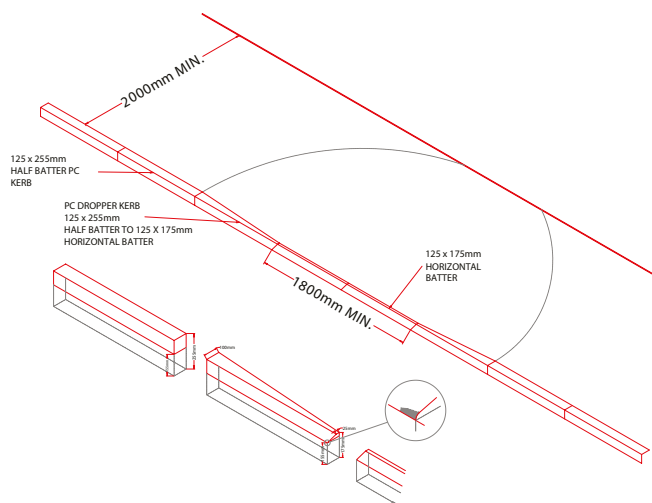 2000mm MIN.
125 x 255mm
HALF BATTER PC
KERB
PC DROPPER KERB
125 x 255mm
HALF BATTER TO 125 X 175mm
HORIZONTAL BATTER
125 x 175mm
HORIZONTAL
BATTER
1800mm MIN.